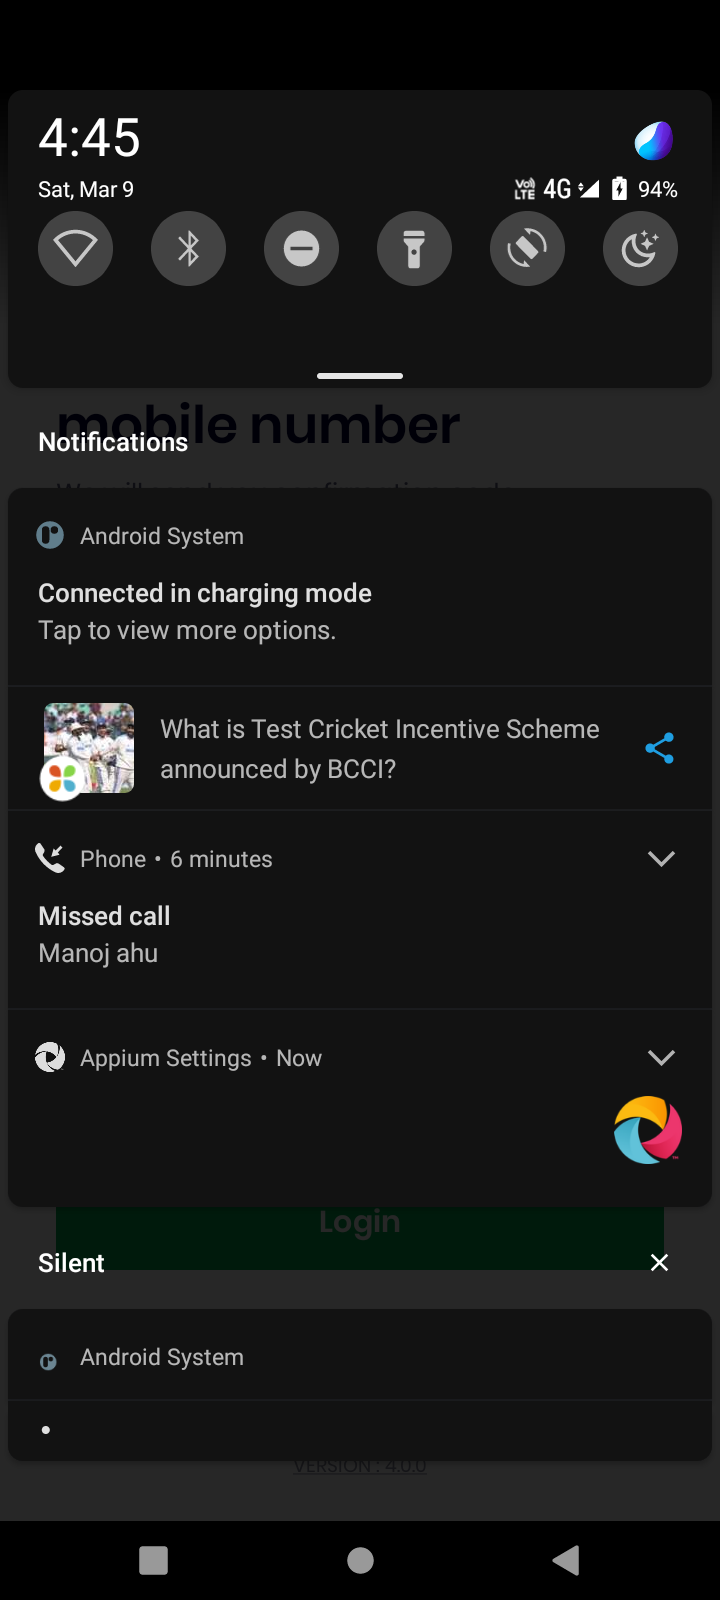 4:45
Sat, Mar 9
VoI) LTE 4G 94%
mobile number
Notifications
Android System
Connected in charging mode
Tap to view more options.
What is Test Cricket Incentive Scheme
announced by BCCI?
Phone • 6 minutes
Missed call
Manoj ahu
Appium Settings • Now
Login
Silent
Android System
VERSION : 4.0.0